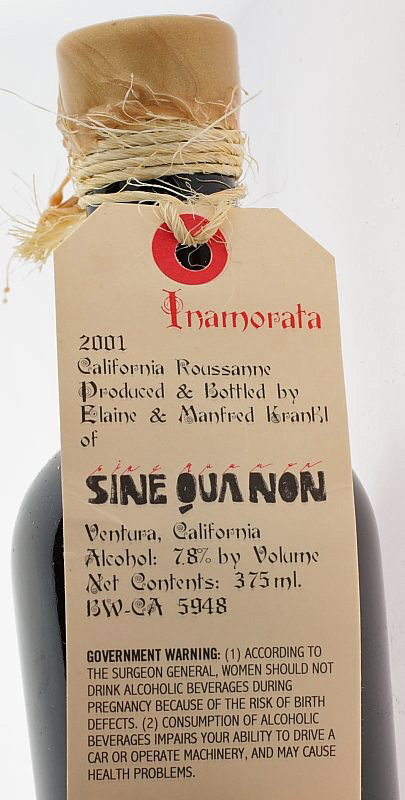 Inamorata
2001
California Roussanne
Produced & Bottled by
Elaine & Manfred Krankl
of
sine qua non
SINE QUA NON
Ventura, California
Alcohol: 7.8% by Volume
Net Contents: 375 ml.
BW-CA 5948
GOVERNMENT WARNING: (1) ACCORDING TO
THE SURGEON GENERAL, WOMEN SHOULD NOT
DRINK ALCOHOLIC BEVERAGES DURING
PREGNANCY BECAUSE OF THE RISK OF BIRTH
DEFECTS. (2) CONSUMPTION OF ALCOHOLIC
BEVERAGES IMPAIRS YOUR ABILITY TO DRIVE A
CAR OR OPERATE MACHINERY, AND MAY CAUSE
HEALTH PROBLEMS.